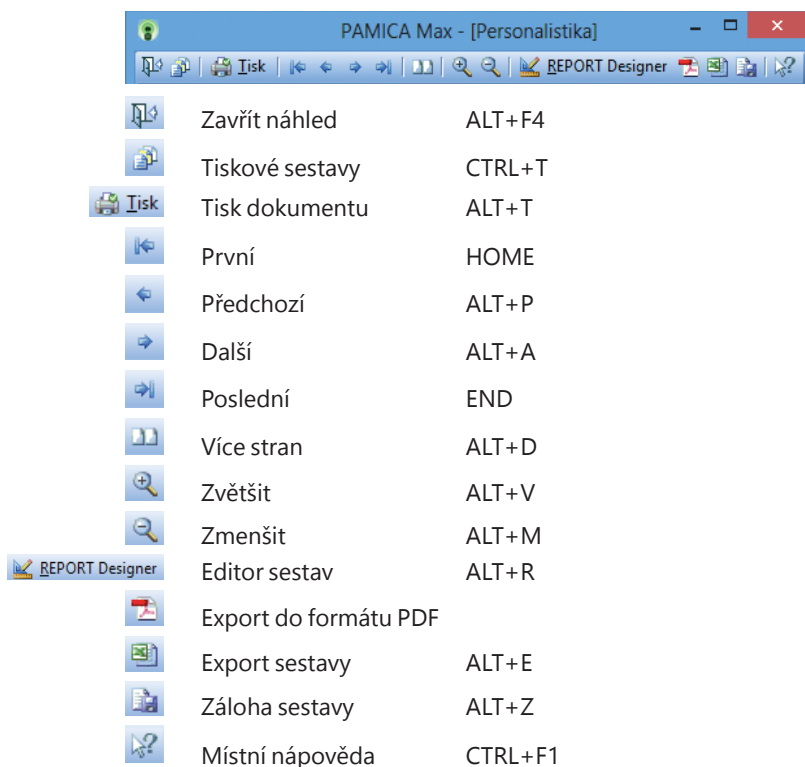 PAMICA Max - [Personalistika]
Tisk REPORT Designer
Zavřít náhled ALT+F4
Tiskové sestavy CTRL+T
Tisk Tisk dokumentu ALT+T
První HOME
Předchozí ALT+P
Další ALT+A
Poslední END
Více stran ALT+D
Zvětšit ALT+V
Zmenšit ALT+M
REPORT Designer Editor sestav ALT+R
Export do formátu PDF
Export sestavy ALT+E
Záloha sestavy ALT+Z
Místní nápověda CTRL+F1